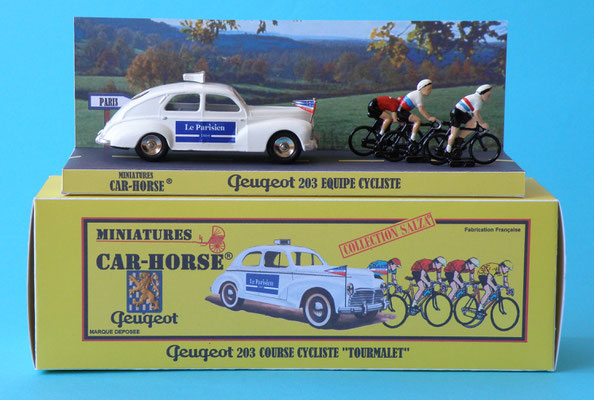 PARIS
Le Parisien
MINIATURES
CAR-HORSE®
Peugeot 203 EQUIPE CYCLISTE
MINIATURES
CAR-HORSE®
Peugeot
MARQUE DEPOSEE
COLLECTION SALZA
Fabrication Française
Le Parisien
Peugeot 203 COURSE CYCLISTE "TOURMALET"